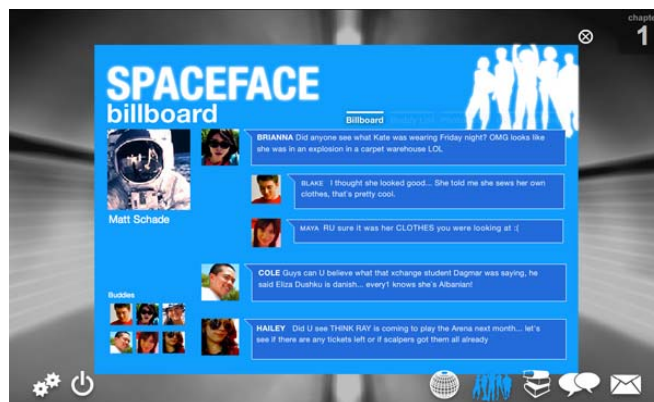 chapter
1
SPACEFACE
billboard
Billboard
BRIANNA Did anyone see what Kate was wearing Friday night? OMG looks like
she was in an explosion in a carpet warehouse LOL
BLAKE I thought she looked good... She told me she sews her own
clothes, that's pretty cool.
MAYA RU sure it was her CLOTHES you were looking at :(
Matt Schade
COLE Guys can U believe what that xchange student Dagmar was saying, he
said Eliza Dushku is danish... every1 knows she's Albanian!
Buddies
HAILEY Did U see THINK RAY is coming to play the Arena next month... let's
see if there are any tickets left or if scalpers got them all already